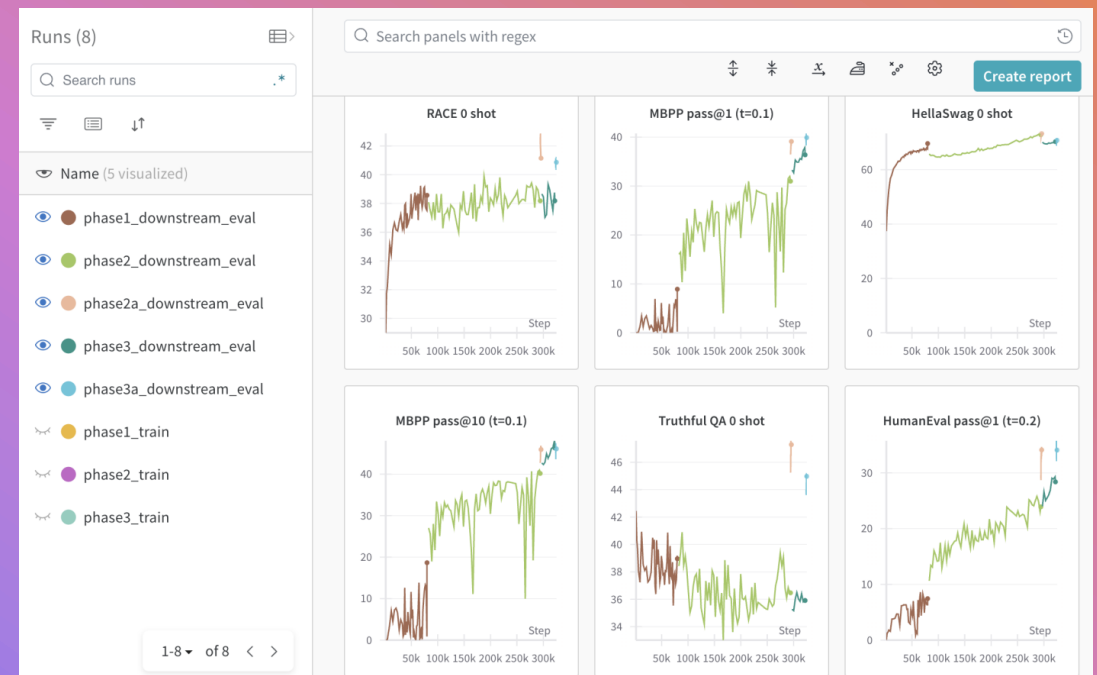 Runs (8)
Search runs
.*
Name (5 visualized)
phase1_downstream_eval
phase2_downstream_eval
phase2a_downstream_eval
phase3_downstream_eval
phase3a_downstream_eval
phase1_train
phase2_train
phase3_train
1-8 of 8
Search panels with regex
x
Create report
RACE 0 shot
42
40
38
36
34
32
30
Step
50k 100k 150k 200k 250k 300k
MBPP pass@1 (t=0.1)
40
30
20
10
0
Step
50k 100k 150k 200k 250k 300k
HellaSwag 0 shot
60
40
20
0
Step
50k 100k 150k 200k 250k 300k
MBPP pass@10 (t=0.1)
40
30
20
10
0
Step
50k 100k 150k 200k 250k 300k
Truthful QA 0 shot
46
44
42
40
38
36
34
Step
50k 100k 150k 200k 250k 300k
HumanEval pass@1 (t=0.2)
30
20
10
0
Step
50k 100k 150k 200k 250k 300k